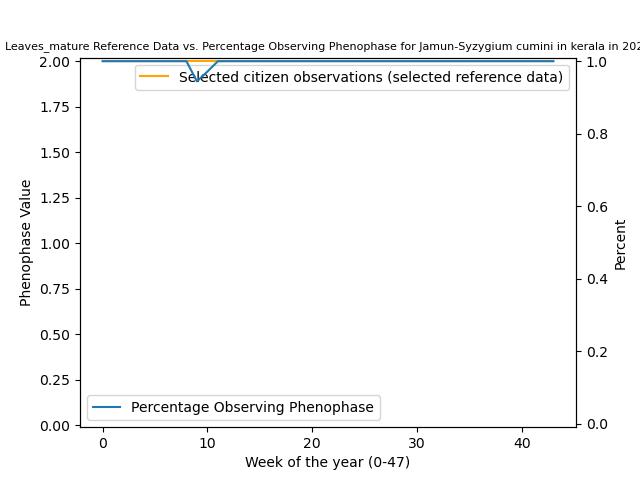 Leaves_mature Reference Data vs. Percentage Observing Phenophase for Jamun-Syzygium cumini in kerala in 202
2.00
1.75
1.50
1.25
1.00
0.75
0.50
0.25
0.00
Phenophase Value
Selected citizen observations (selected reference data)
Percentage Observing Phenophase
1.0
0.8
0.6
0.4
0.2
0.0
Percent
0 10 20 30 40
Week of the year (0-47)